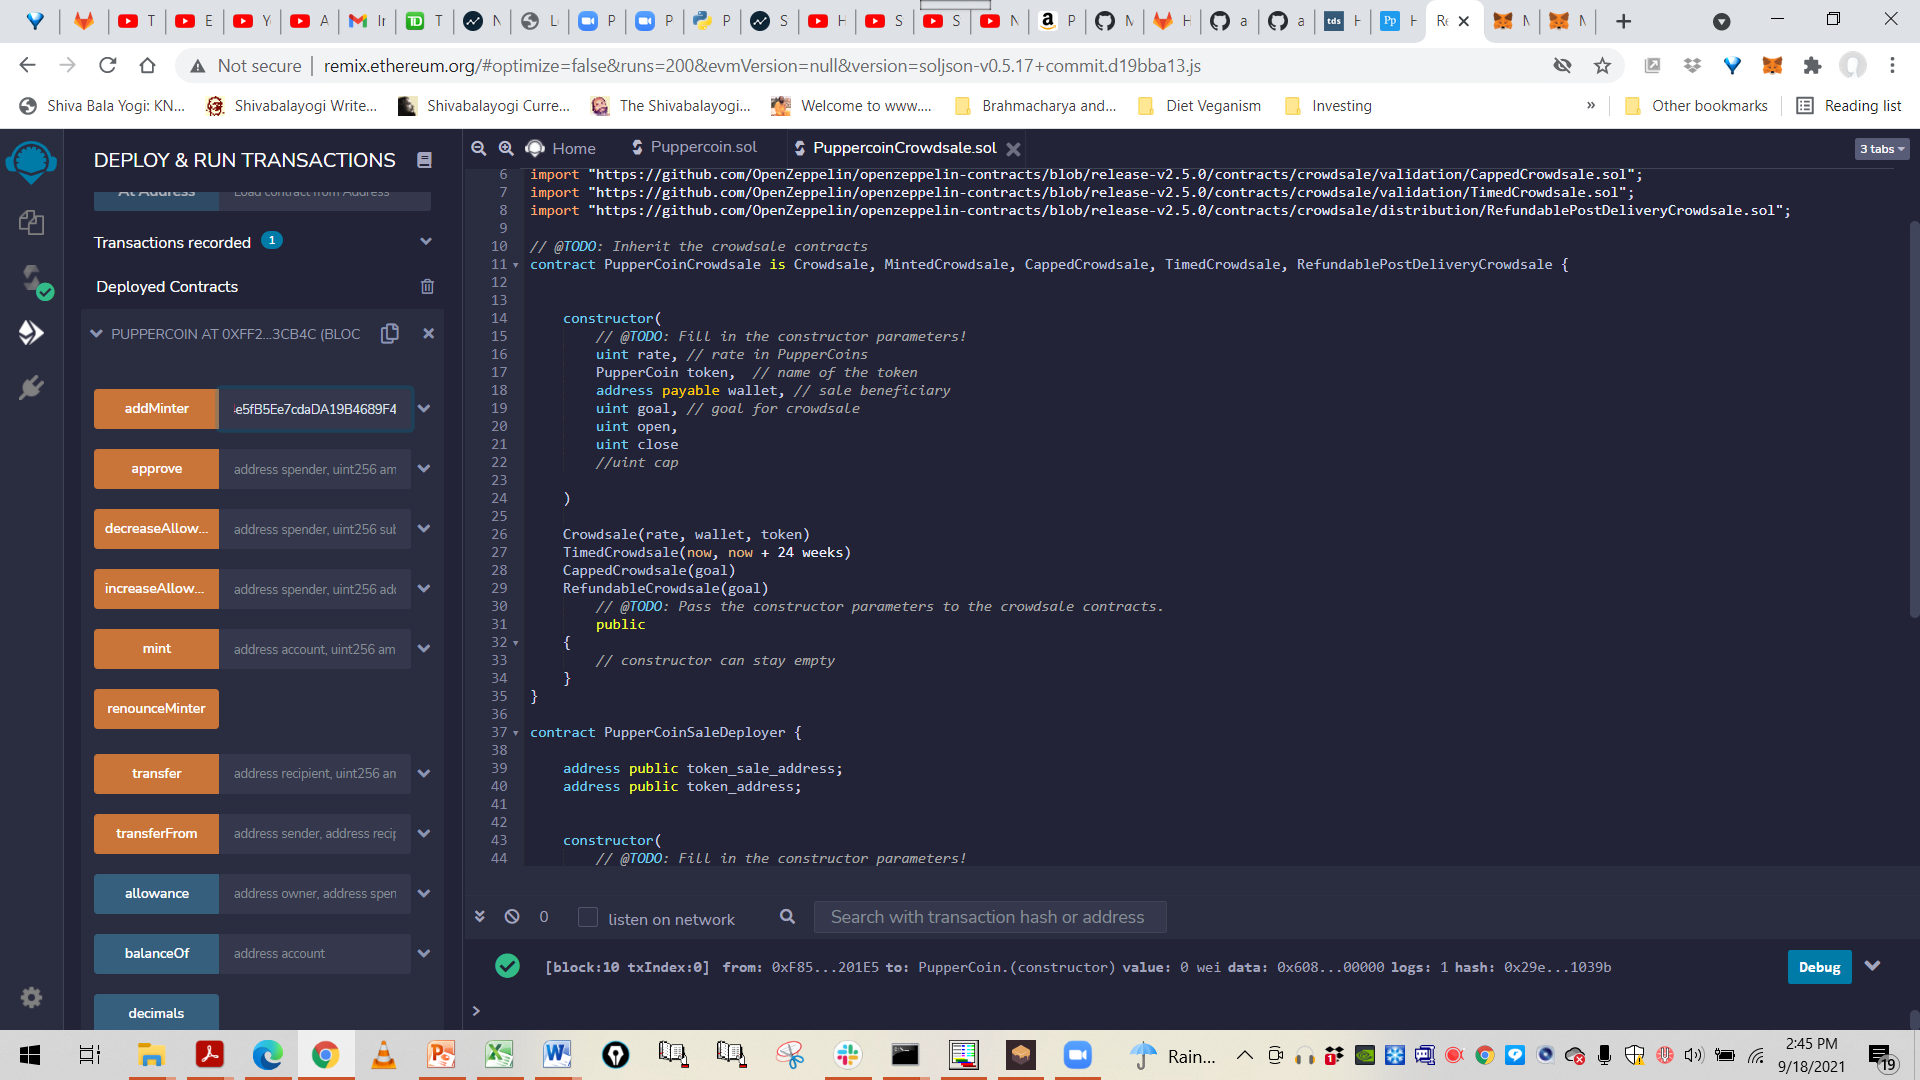 Not secure | remix.ethereum.org/#optimize=false&runs=200&evmVersion=null&version=soljson-v0.5.17+commit.d19bba13.js
Shiva Bala Yogi: KN... Shivabalayogi Write... Shivabalayogi Curre... The Shivabalayogi... Welcome to www.... Brahmacharya and... Diet Veganism Investing » Other bookmarks Reading list
DEPLOY & RUN TRANSACTIONS
At Address Load contract from Address
Transactions recorded 1
Deployed Contracts
PUPPERCOIN AT 0XFF2...3CB4C (BLOC
addMinter e5fB5Ee7cdaDA19B4689F4
approve address spender, uint256 am
decreaseAllow... address spender, uint256 sub
increaseAllow... address spender, uint256 add
mint address account, uint256 am
renounceMinter
transfer address recipient, uint256 am
transferFrom address sender, address recip
allowance address owner, address spen
balanceOf address account
decimals
Home Puppercoin.sol PuppercoinCrowdsale.sol 3 tabs
6 import "https://github.com/OpenZeppelin/openzeppelin-contracts/blob/release-v2.5.0/contracts/crowdsale/validation/CappedCrowdsale.sol";
7 import "https://github.com/OpenZeppelin/openzeppelin-contracts/blob/release-v2.5.0/contracts/crowdsale/validation/TimedCrowdsale.sol";
8 import "https://github.com/OpenZeppelin/openzeppelin-contracts/blob/release-v2.5.0/contracts/crowdsale/distribution/RefundablePostDeliveryCrowdsale.sol";
9
10 // @TODO: Inherit the crowdsale contracts
11 contract PupperCoinCrowdsale is Crowdsale, MintedCrowdsale, CappedCrowdsale, TimedCrowdsale, RefundablePostDeliveryCrowdsale {
12
13
14 constructor(
15 // @TODO: Fill in the constructor parameters!
16 uint rate, // rate in PupperCoins
17 PupperCoin token, // name of the token
18 address payable wallet, // sale beneficiary
19 uint goal, // goal for crowdsale
20 uint open,
21 uint close
22 //uint cap
23
24 )
25
26 Crowdsale(rate, wallet, token)
27 TimedCrowdsale(now, now + 24 weeks)
28 CappedCrowdsale(goal)
29 RefundableCrowdsale(goal)
30 // @TODO: Pass the constructor parameters to the crowdsale contracts.
31 public
32 {
33 // constructor can stay empty
34 }
35 }
36
37 contract PupperCoinSaleDeployer {
38
39 address public token_sale_address;
40 address public token_address;
41
42
43 constructor(
44 // @TODO: Fill in the constructor parameters!
0 listen on network Search with transaction hash or address
[block:10 txIndex:0] from: 0xF85...201E5 to: PupperCoin.(constructor) value: 0 wei data: 0x608...00000 logs: 1 hash: 0x29e...1039b Debug
>
Rain...
2:45 PM
9/18/2021
19